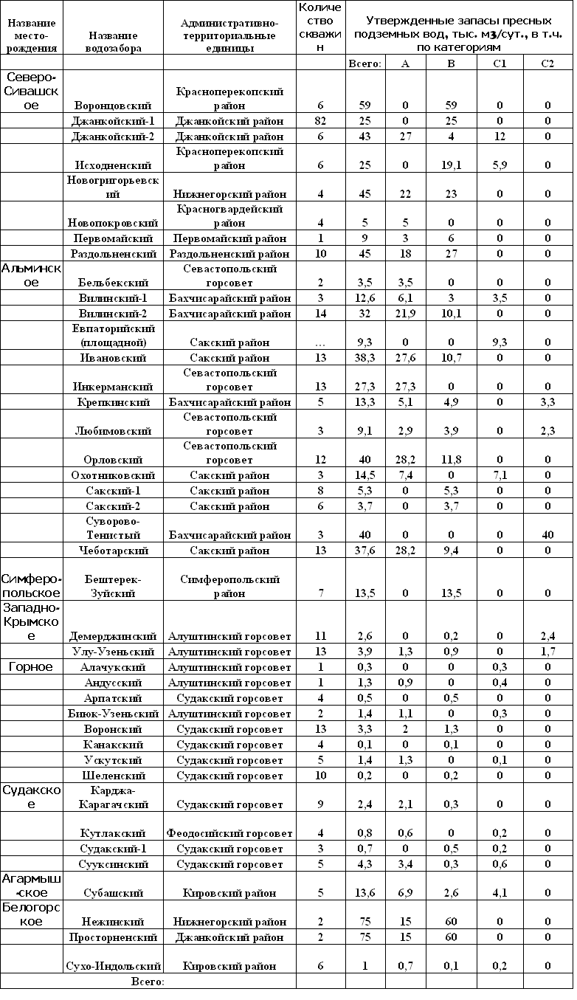 Название место-рождения | Название водозабора | Административно-территориальные единицы | Количе ство скважи н | Утвержденные запасы пресных подземных вод, тыс. м3/сут., в т.ч. по категориям
Всего: | А | В | С1 | С2
Северо-Сивашск ое | Воронцовский | Красноперекопский район | 6 | 59 | 0 | 59 | 0 | 0
Джанкойский-1 | Джанкойский район | 82 | 25 | 0 | 25 | 0 | 0
Джанкойский-2 | Джанкойский район | 6 | 43 | 27 | 4 | 12 | 0
Исходненский | Красноперекопский район | 6 | 25 | 0 | 19,1 | 5,9 | 0
Новогригорьевск ий | Нижнегорский район | 4 | 45 | 22 | 23 | 0 | 0
Новопокровский | Красногвардейский район | 4 | 5 | 5 | 0 | 0 | 0
Первомайский | Первомайский район | 1 | 9 | 3 | 6 | 0 | 0
Раздольненский | Раздольненский район | 10 | 45 | 18 | 27 | 0 | 0
Альминск ое | Бельбекский | Севастопольский горсовет | 2 | 3,5 | 3,5 | 0 | 0 | 0
Вилинский-1 | Бахчисарайский район | 3 | 12,6 | 6,1 | 3 | 3,5 | 0
Вилинский-2 | Бахчисарайский район | 14 | 32 | 21,9 | 10,1 | 0 | 0
Евпаторийский (площадной) | Сакский район | … | 9,3 | 0 | 0 | 9,3 | 0
Ивановский | Сакский район | 13 | 38,3 | 27,6 | 10,7 | 0 | 0
Инкерманский | Севастопольский горсовет | 13 | 27,3 | 27,3 | 0 | 0 | 0
Крепкинский | Бахчисарайский район | 5 | 13,3 | 5,1 | 4,9 | 0 | 3,3
Любимовский | Севастопольский горсовет | 3 | 9,1 | 2,9 | 3,9 | 0 | 2,3
Орловский | Севастопольский горсовет | 12 | 40 | 28,2 | 11,8 | 0 | 0
Охотниковский | Сакский район | 3 | 14,5 | 7,4 | 0 | 7,1 | 0
Сакский-1 | Сакский район | 8 | 5,3 | 0 | 5,3 | 0 | 0
Сакский-2 | Сакский район | 6 | 3,7 | 0 | 3,7 | 0 | 0
Суворово-Тенистый | Бахчисарайский район | 3 | 40 | 0 | 0 | 0 | 40
Чеботарский | Сакский район | 13 | 37,6 | 28,2 | 9,4 | 0 | 0
Симферо-польское | Бештерек-Зуйский | Симферопольский район | 7 | 13,5 | 0 | 13,5 | 0 | 0
Западно-Крымско е | Демерджинский | Алуштинский горсовет | 11 | 2,6 | 0 | 0,2 | 0 | 2,4
Улу-Узеньский | Алуштинский горсовет | 13 | 3,9 | 1,3 | 0,9 | 0 | 1,7
Горное | Алачукский | Алуштинский горсовет | 1 | 0,3 | 0 | 0 | 0,3 | 0
Андусский | Алуштинский горсовет | 1 | 1,3 | 0,9 | 0 | 0,4 | 0
Арпатский | Судакский горсовет | 4 | 0,5 | 0 | 0,5 | 0 | 0
Биюк-Узеньский | Алуштинский горсовет | 2 | 1,4 | 1,1 | 0 | 0,3 | 0
Воронский | Судакский горсовет | 13 | 3,3 | 2 | 1,3 | 0 | 0
Канакский | Судакский горсовет | 4 | 0,1 | 0 | 0,1 | 0 | 0
Ускутский | Судакский горсовет | 5 | 1,4 | 1,3 | 0 | 0,1 | 0
Шеленский | Судакский горсовет | 10 | 0,2 | 0 | 0,2 | 0 | 0
Судакско е | Карджа-Карагачский | Судакский горсовет | 9 | 2,4 | 2,1 | 0,3 | 0 | 0
Кутлакский | Феодосийский горсовет | 4 | 0,8 | 0,6 | 0 | 0,2 | 0
Судакский-1 | Судакский горсовет | 3 | 0,7 | 0 | 0,5 | 0,2 | 0
Сууксинский | Судакский горсовет | 5 | 4,3 | 3,4 | 0,3 | 0,6 | 0
Агармыш -ское | Субашский | Кировский район | 5 | 13,6 | 6,9 | 2,6 | 4,1 | 0
Белогорс кое | Нежинский | Нижнегорский район | 2 | 75 | 15 | 60 | 0 | 0
Просторненский | Джанкойский район | 2 | 75 | 15 | 60 | 0 | 0
Сухо-Индольский | Кировский район | 6 | 1 | 0,7 | 0,1 | 0,2 | 0
Всего: